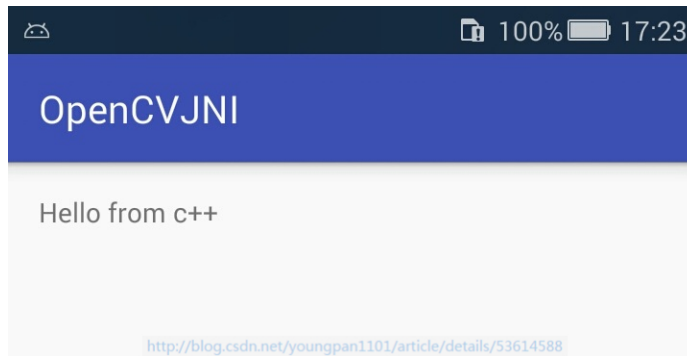 100% 17:23
OpenCVJNI
Hello from c++
http://blog.csdn.net/youngpan1101/article/details/53614588